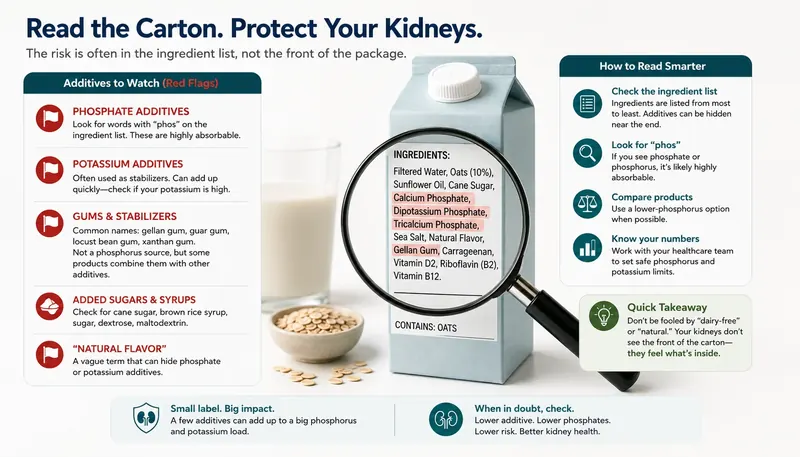 Read the Carton. Protect Your Kidneys.
The risk is often in the ingredient list, not the front of the package.
Additives to Watch (Red Flags)
PHOSPHATE ADDITIVES
Look for words with "phos" on the
ingredient list. These are highly absorbable.
POTASSIUM ADDITIVES
Often used as stabilizers. Can add up
quickly—check if your potassium is high.
GUMS & STABILIZERS
Common names: gellan gum, guar gum,
locust bean gum, xanthan gum.
Not a phosphorus source, but some
products combine them with other
additives.
ADDED SUGARS & SYRUPS
Check for cane sugar, brown rice syrup,
sugar, dextrose, maltodextrin.
"NATURAL FLAVOR"
A vague term that can hide phosphate
or potassium additives.
INGREDIENTS:
Filtered Water, Oats (10%),
Sunflower Oil, Cane Sugar,
Calcium Phosphate,
Dipotassium Phosphate,
Tricalcium Phosphate,
Sea Salt, Natural Flavor,
Gellan Gum, Carrageenan,
Vitamin D2, Riboflavin (B2),
Vitamin B12.
CONTAINS: OATS
How to Read Smarter
Check the ingredient list
Ingredients are listed from most
to least. Additives can be hidden
near the end.
Look for "phos"
If you see phosphate or
phosphorus, it's likely highly
absorbable.
Compare products
Use a lower-phosphorus option
when possible.
Know your numbers
Work with your healthcare team
to set safe phosphorus and
potassium limits.
Quick Takeaway
Don't be fooled by "dairy-free"
or "natural." Your kidneys don't
see the front of the carton—
they feel what's inside.
Small label. Big impact.
A few additives can add up to a big phosphorus
and potassium load.
When in doubt, check.
Lower additive. Lower phosphates.
Lower risk. Better kidney health.